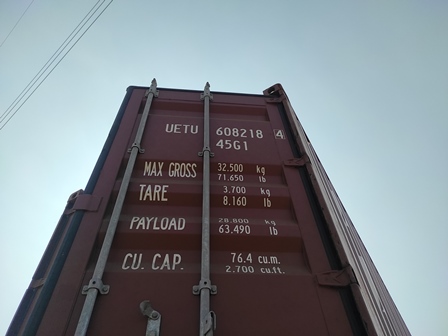 UETU 608218 4
45G1
MAX GROSS 32.500 kg
71.650 lb
TARE 3.700 kg
8.160 lb
PAYLOAD 28.800 kg
63.490 lb
CU. CAP. 76.4 cu.m.
2.700 cu.ft.